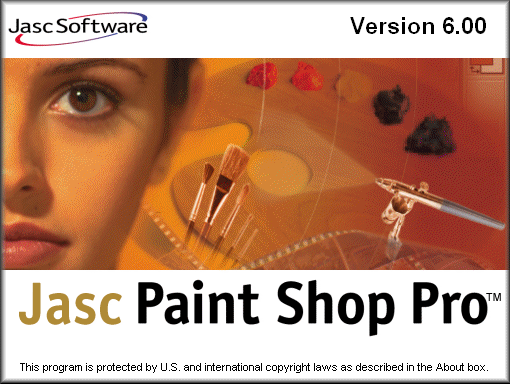 Jasc Software
Version 6.00
Jasc Paint Shop Pro™
This program is protected by U.S. and international copyright laws as described in the About box.